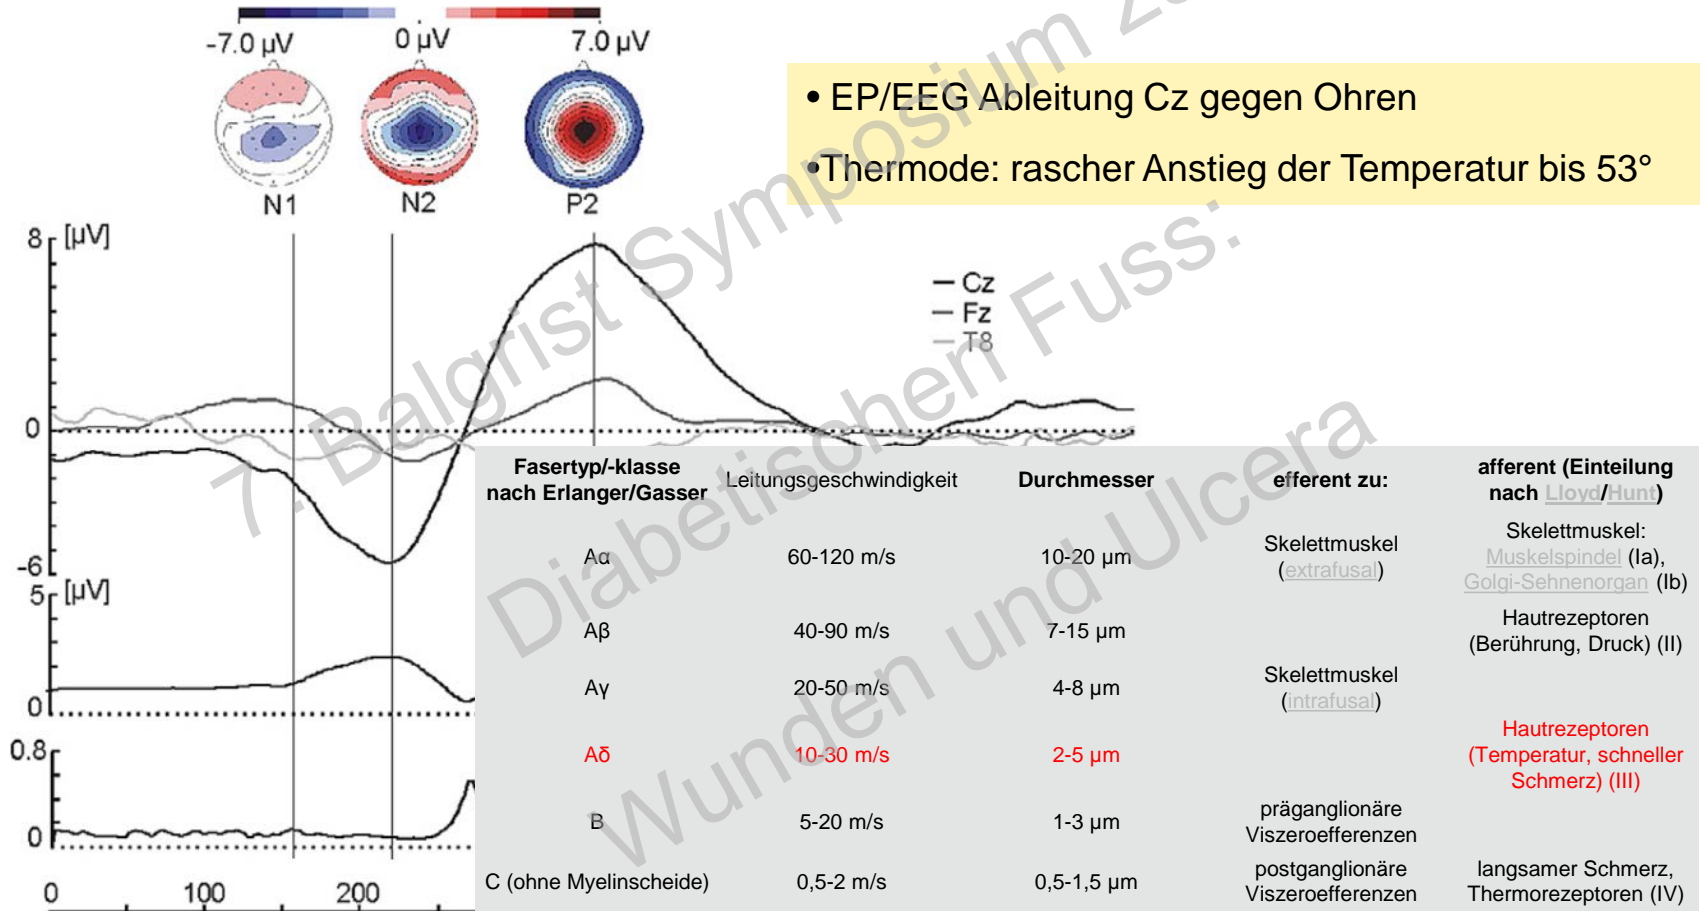 -7.0 µV 0 µV 7.0 µV
N1 N2 P2
• EP/EEG Ableitung Cz gegen Ohren
•Thermode: rascher Anstieg der Temperatur bis 53°
8 [µV]
0
-6
Cz
Fz
T8
5 [µV]
0
0.8
0
0 100 200
Fasertyp/-klasse
nach Erlanger/Gasser
Leitungsgeschwindigkeit
Durchmesser
efferent zu:
afferent (Einteilung
nach Lloyd/Hunt)
Aα
60-120 m/s
10-20 µm
Skelettmuskel
(extrafusal)
Skelettmuskel:
Muskelspindel (Ia),
Golgi-Sehnenorgan (Ib)
Aβ
40-90 m/s
7-15 µm
Hautrezeptoren
(Berührung, Druck) (II)
Aγ
20-50 m/s
4-8 µm
Skelettmuskel
(intrafusal)
Aδ
10-30 m/s
2-5 µm
Hautrezeptoren
(Temperatur, schneller
Schmerz) (III)
B
5-20 m/s
1-3 µm
präganglionäre
Viszeroefferenzen
C (ohne Myelinscheide)
0,5-2 m/s
0,5-1,5 µm
postganglionäre
Viszeroefferenzen
langsamer Schmerz,
Thermorezeptoren (IV)
7. Balgrist Symposium
Diabetischen Fuss:
Wunden und Ulcera